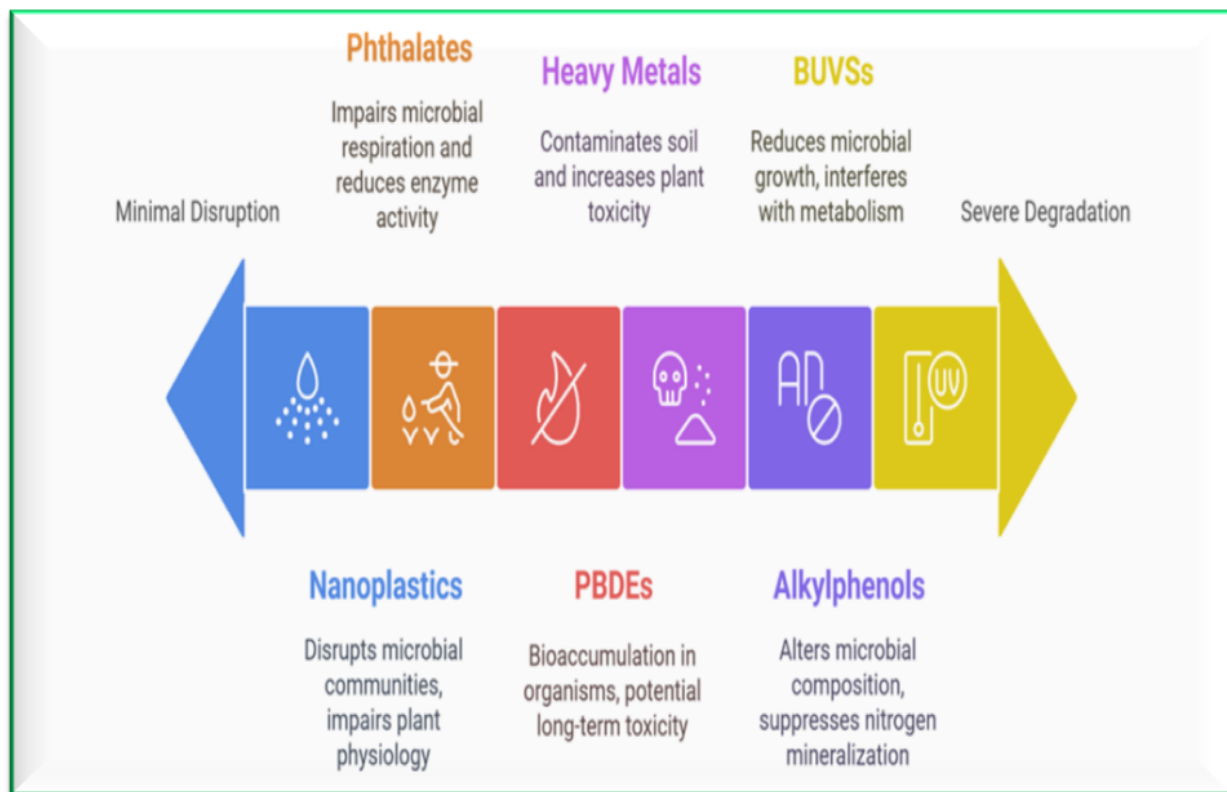 Phthalates
Impairs microbial
respiration and
reduces enzyme
activity
Heavy Metals
Contaminates soil
and increases plant
toxicity
BUVSs
Reduces microbial
growth, interferes
with metabolism
Minimal Disruption
Severe Degradation
UV
Nanoplastics
Disrupts microbial
communities,
impairs plant
physiology
PBDEs
Bioaccumulation in
organisms, potential
long-term toxicity
Alkylphenols
Alters microbial
composition,
suppresses nitrogen
mineralization